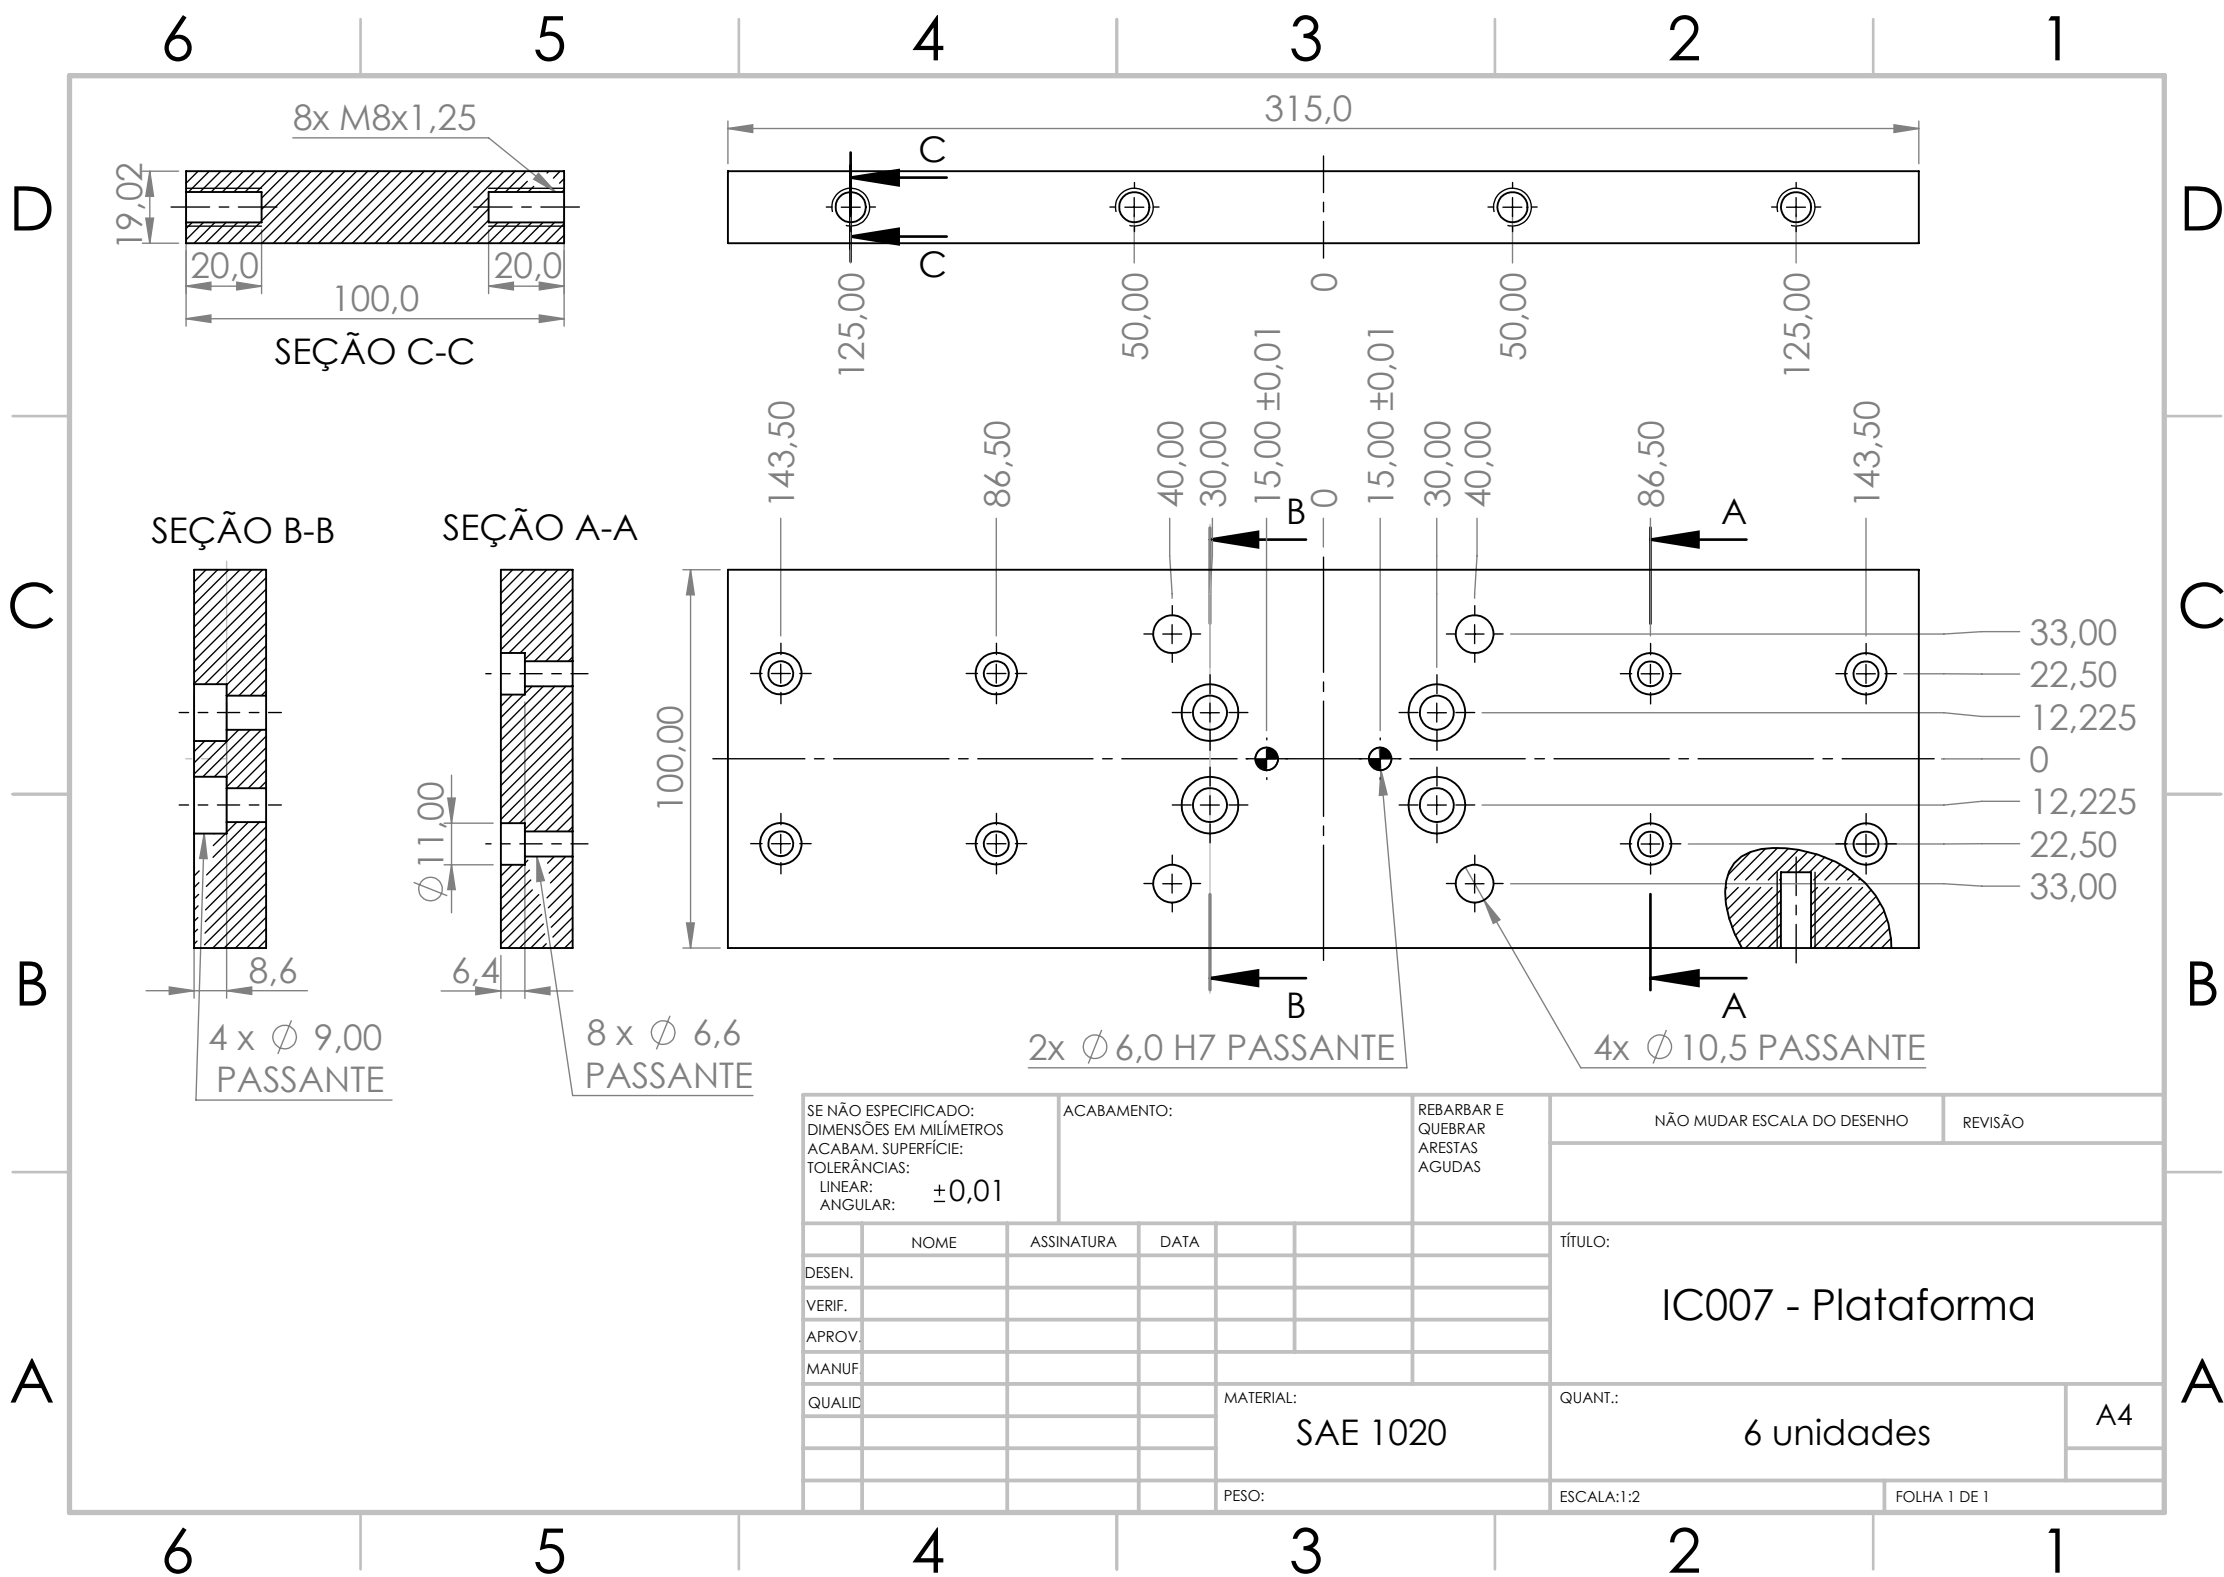 6 5 4 3 2 1
D
D
8x M8x1,25
19,02
20,0
20,0
100,0
SEÇÃO C-C
315,0
C
C
125,00
50,00
0
50,00
125,00
C
C
143,50
86,50
40,00
30,00
15,00 ±0,01
0
15,00 ±0,01
30,00
40,00
86,50
143,50
SEÇÃO B-B
SEÇÃO A-A
B
A
100,00
33,00
22,50
12,225
0
12,225
22,50
33,00
∅11,00
B
B
8,6
6,4
B
A
4 x ∅ 9,00
PASSANTE
8 x ∅ 6,6
PASSANTE
2x ∅6,0 H7 PASSANTE
4x ∅10,5 PASSANTE
SE NÃO ESPECIFICADO:
DIMENSÕES EM MILÍMETROS
ACABAM. SUPERFÍCIE:
TOLERÂNCIAS:
LINEAR:
ANGULAR:
±0,01
ACABAMENTO:
REBARBAR E
QUEBRAR
ARESTAS
AGUDAS
NÃO MUDAR ESCALA DO DESENHO
REVISÃO
NOME
ASSINATURA
DATA
DESEN.
VERIF.
APROV.
MANUF.
QUALID
TÍTULO:
IC007 - Plataforma
MATERIAL:
SAE 1020
QUANT.:
6 unidades
A4
PESO:
ESCALA:1:2
FOLHA 1 DE 1
A
A
6 5 4 3 2 1